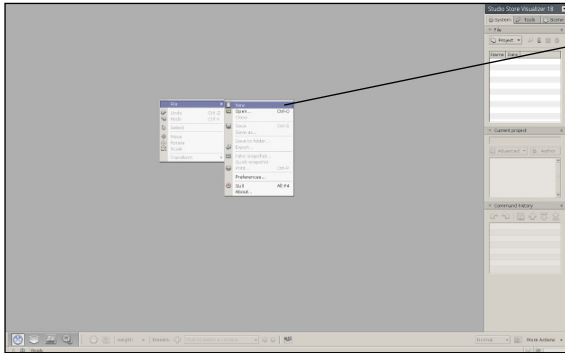 Studio Store Visualizer 18
System Tools Scene
File
Project
Name Date
File
Undo Ctrl Z
Redo Ctrl Y
Select
Move
Rotate
Scale
Transform
New
Open... Ctrl-O
Close
Save Ctrl-S
Save as...
Save to folder...
Import...
Take snapshot...
Quick snapshot
Print... Ctrl-P
Preferences...
Quit Alt F4
About...
Current project
Advanced Author
Command history
Height:
Normal More Actions
Ready